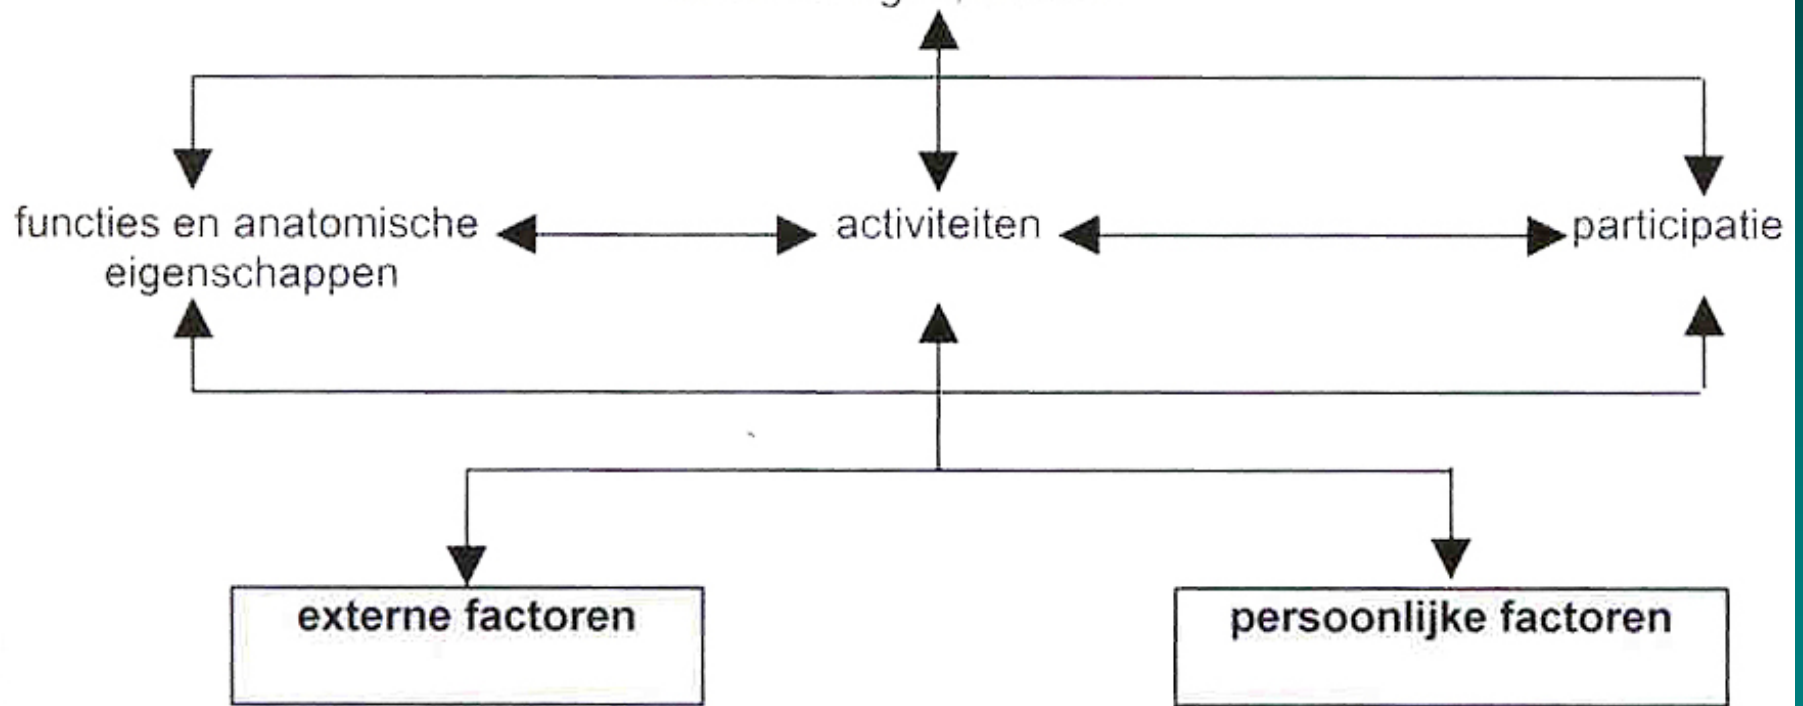 functies en anatomische
eigenschappen
activiteiten
participatie
externe factoren
persoonlijke factoren